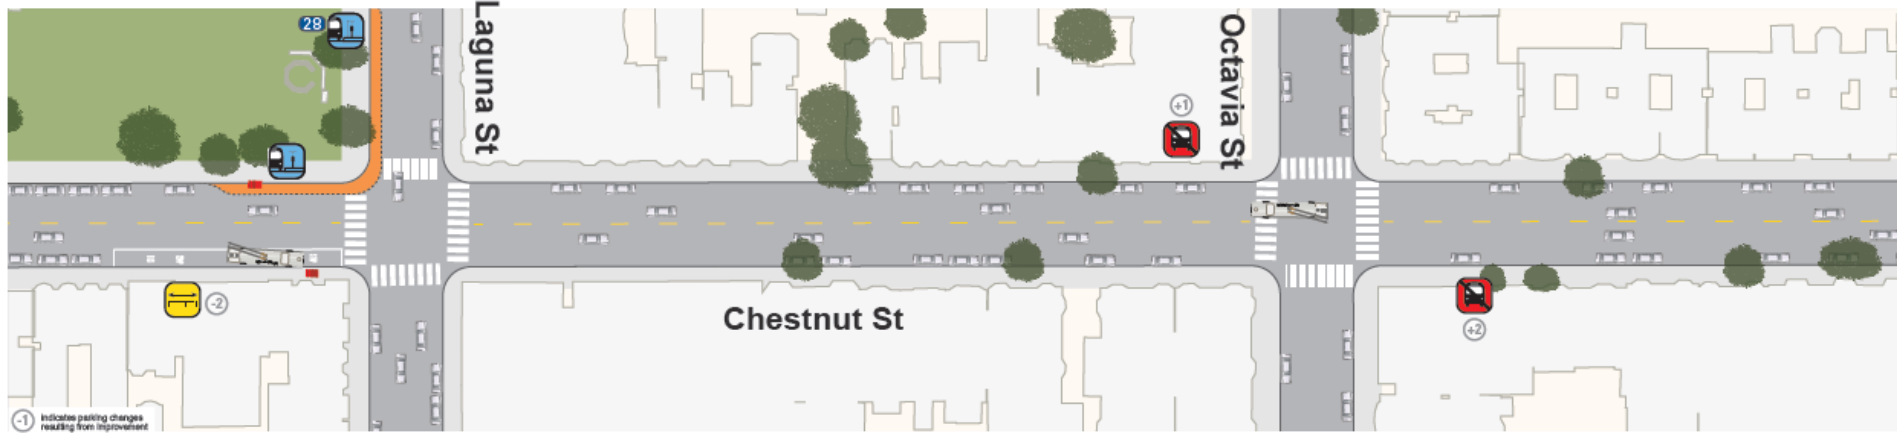 28
Laguna St
Octavia St
+1
Chestnut St
-2
+2
-1 indicates parking changes
resulting from improvement